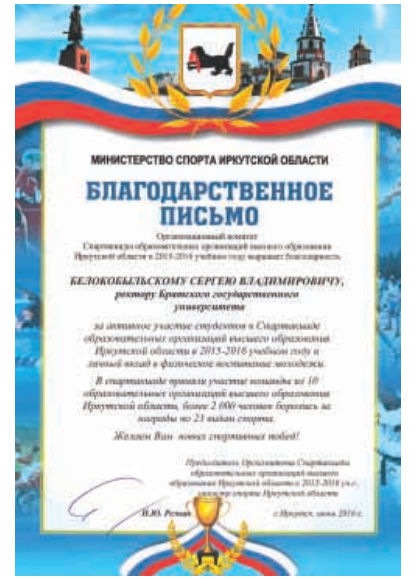 МИНИСТЕРСТВО СПОРТА ИРКУТСКОЙ ОБЛАСТИ
БЛАГОДАРСТВЕННОЕ
ПИСЬМО
Организационный комитет
Спартакиады образовательных организаций высшего образования
Иркутской области в 2015-2016 учебном году выражает благодарность
БЕЛОКОБЫЛЬСКОМУ СЕРГЕЮ ВЛАДИМИРОВИЧУ,
ректору Братского государственного
университета
за активное участие студентов в Спартакиаде
образовательных организаций высшего образования
Иркутской области в 2015-2016 учебном году и
личный вклад в физическое воспитание молодежи.
В спартакиаде приняли участие команды из 10
образовательных организаций высшего образования
Иркутской области, более 2 000 человек боролись за
награды по 23 видам спорта.
Желаем Вам новых спортивных побед!
Председатель Оргкомитета Спартакиады
образовательных организаций высшего
образования Иркутской области в 2015-2016 уч.г.,
министр спорта Иркутской области
И.Ю. Резник
г.Иркутск, июнь 2016 г.